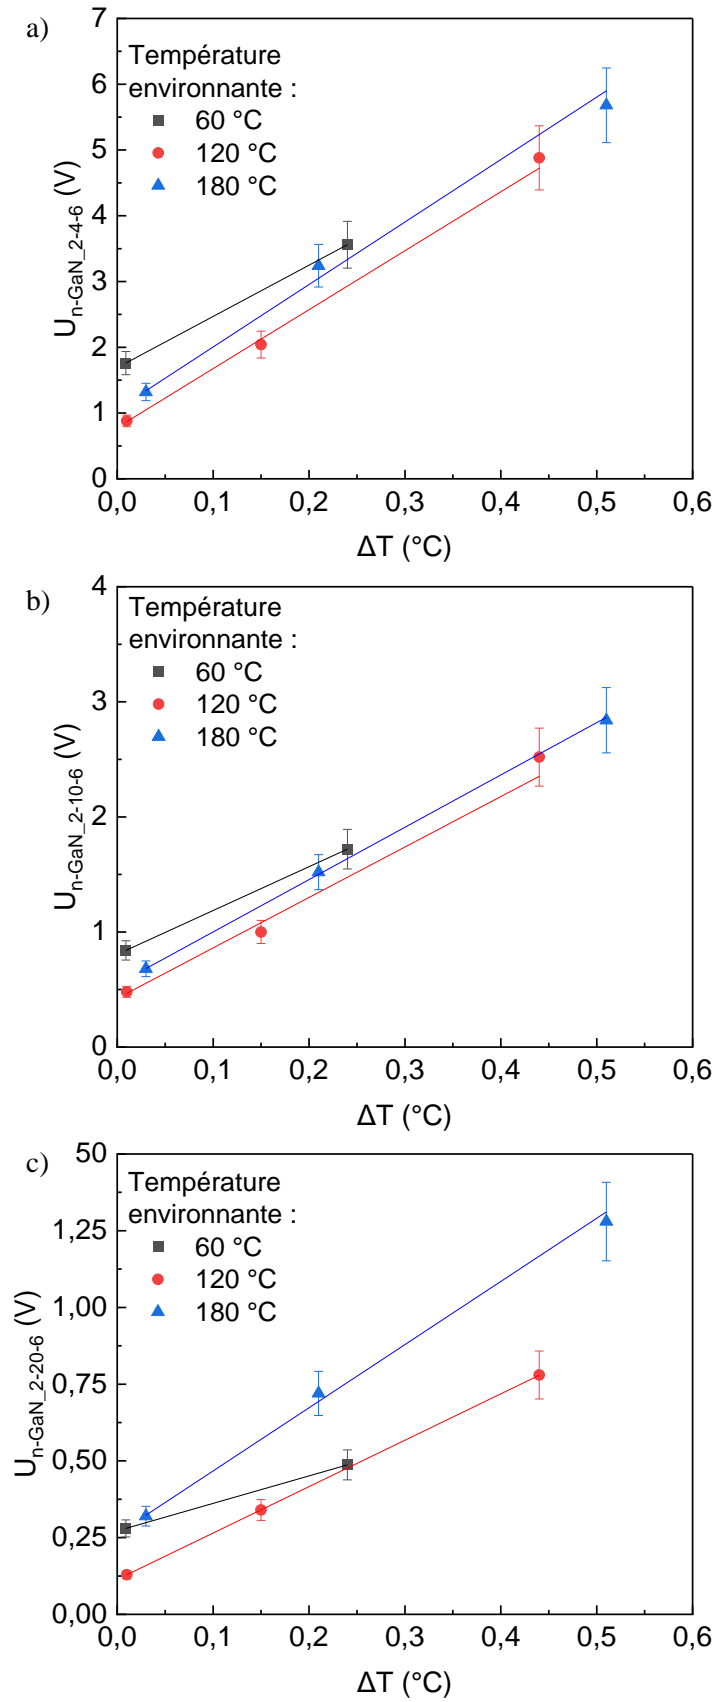 a)
7
6
5
4
3
2
1
0
U_n-GaN_2-4-6 (V)
Température
environnante :
60 °C
120 °C
180 °C
0,0 0,1 0,2 0,3 0,4 0,5 0,6
ΔT (°C)
b)
4
3
2
1
0
U_n-GaN_2-10-6 (V)
Température
environnante :
60 °C
120 °C
180 °C
0,0 0,1 0,2 0,3 0,4 0,5 0,6
ΔT (°C)
c)
50
1,25
1,00
0,75
0,50
0,25
0,00
U_n-GaN_2-20-6 (V)
Température
environnante :
60 °C
120 °C
180 °C
0,0 0,1 0,2 0,3 0,4 0,5 0,6
ΔT (°C)